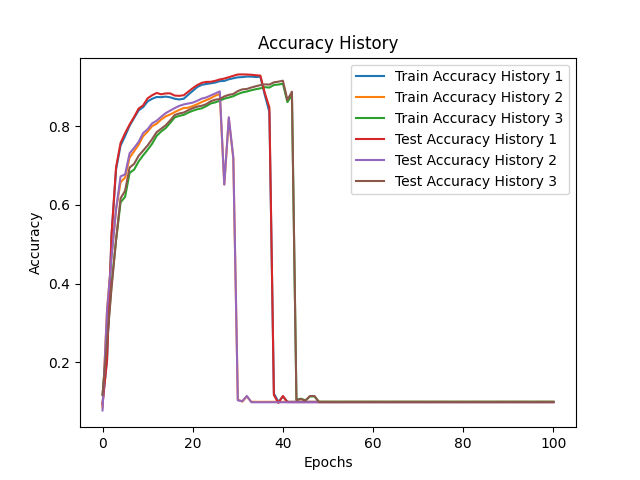 Accuracy History
Train Accuracy History 1
Train Accuracy History 2
Train Accuracy History 3
Test Accuracy History 1
Test Accuracy History 2
Test Accuracy History 3
Accuracy
0.8
0.6
0.4
0.2
0 20 40 60 80 100
Epochs